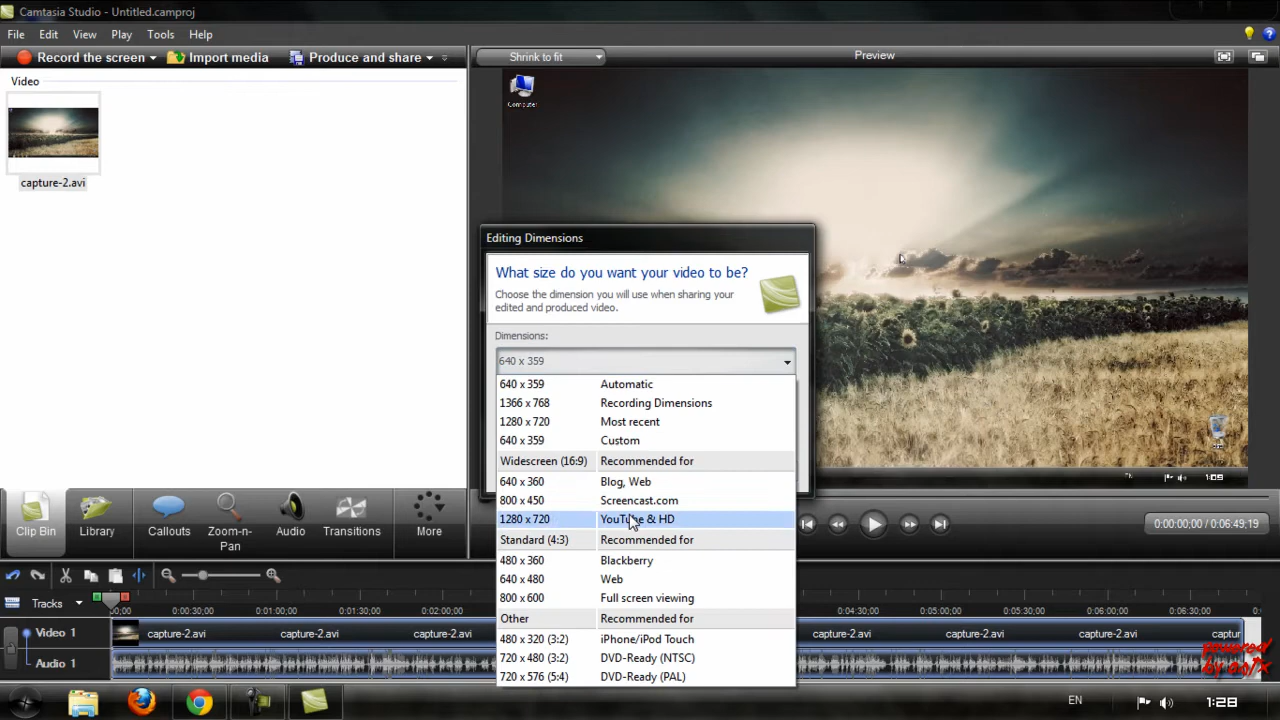 Camtasia Studio - Untitled.camproj
File Edit View Play Tools Help
Record the screen Import media Produce and share
Shrink to fit Preview
Video
capture-2.avi
Computer
Editing Dimensions
What size do you want your video to be?
Choose the dimension you will use when sharing your
edited and produced video.
Dimensions:
640 x 359
640 x 359 Automatic
1366 x 768 Recording Dimensions
1280 x 720 Most recent
640 x 359 Custom
Widescreen (16:9) Recommended for
640 x 360 Blog, Web
800 x 450 Screencast.com
1280 x 720 YouTube & HD
Standard (4:3) Recommended for
480 x 360 Blackberry
640 x 480 Web
800 x 600 Full screen viewing
Other Recommended for
480 x 320 (3:2) iPhone/iPod Touch
720 x 480 (3:2) DVD-Ready (NTSC)
720 x 576 (5:4) DVD-Ready (PAL)
1:09
Clip Bin Library Callouts Zoom-n-Pan Audio Transitions More
0:00:00;00 / 0:06:49;19
Tracks 00;00 0:00:30;00 0:01:00;00 0:01:30;00 0:02:00;00 0:04:30;00 0:05:00;00 0:05:30;00 0:06:00;00 0:06:30;00
Video 1 capture-2.avi capture-2.avi capture-2.avi capture-2.avi capture-2.avi capture-2.avi captur
Audio 1
powered
EN 1:28